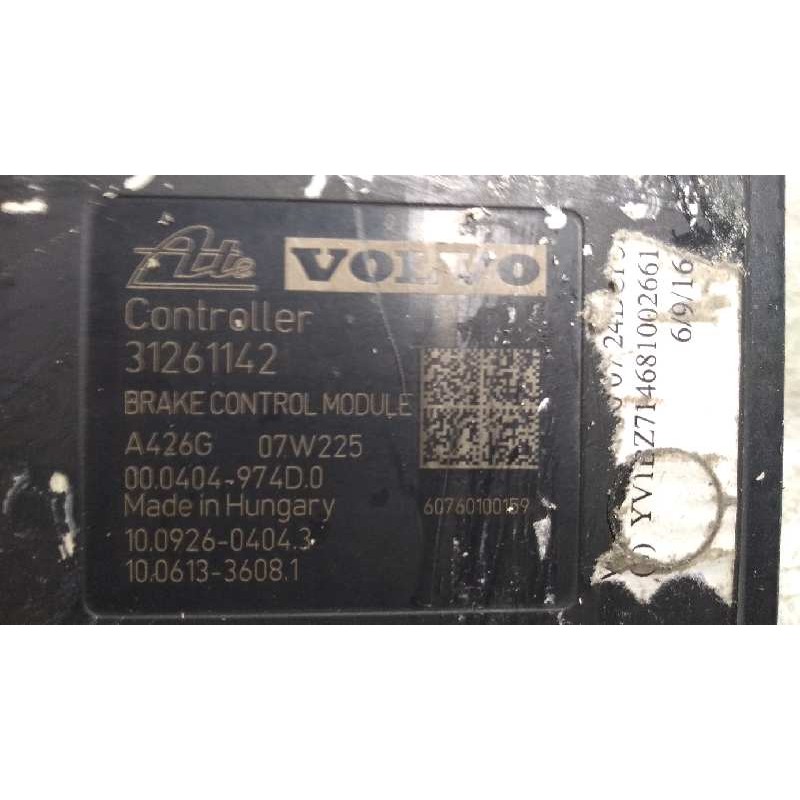 Ate VOLVO
Controller
31261142
BRAKE CONTROL MODULE
A426G 07W225
00.0404-974D.0
Made in Hungary
60760100159
10.0926-0404.3
10.0613-3608.1
6/9/16